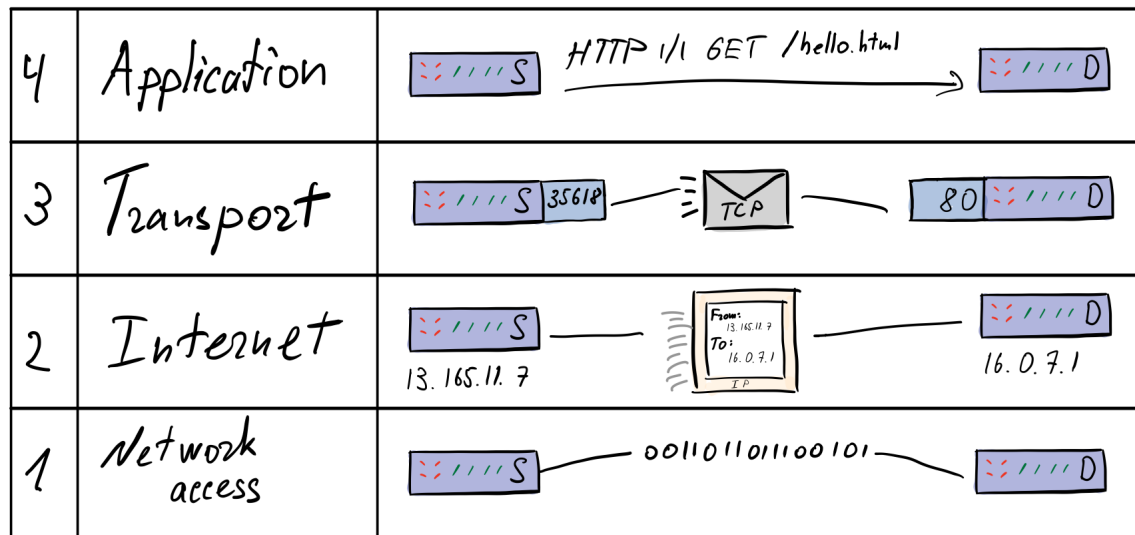 4 Application S HTTP 1/1 GET /hello.html D
3 Transport S 35618 TCP 80 D
2 Internet S D
From:
13.165.11.7
To:
16.0.7.1
IP
13.165.11.7 16.0.7.1
1 Network
access S 0011011011100101 D